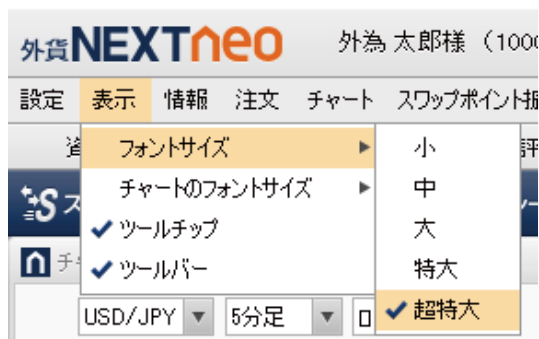 外貨NEXTneo 外為 太郎様 (1000
設定 表示 情報 注文 チャート スワップポイント振
フォントサイズ 小
チャートのフォントサイズ 中
ツールチップ 大
ツールバー 特大
超特大
USD/JPY 5分足